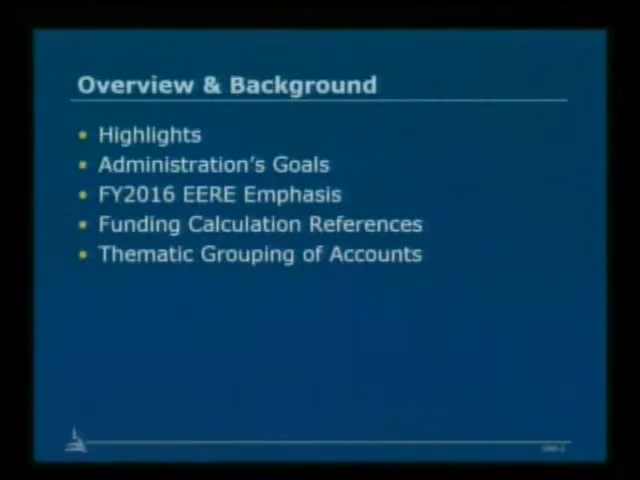 Overview & Background
Highlights
Administration's Goals
FY2016 EERE Emphasis
Funding Calculation References
Thematic Grouping of Accounts